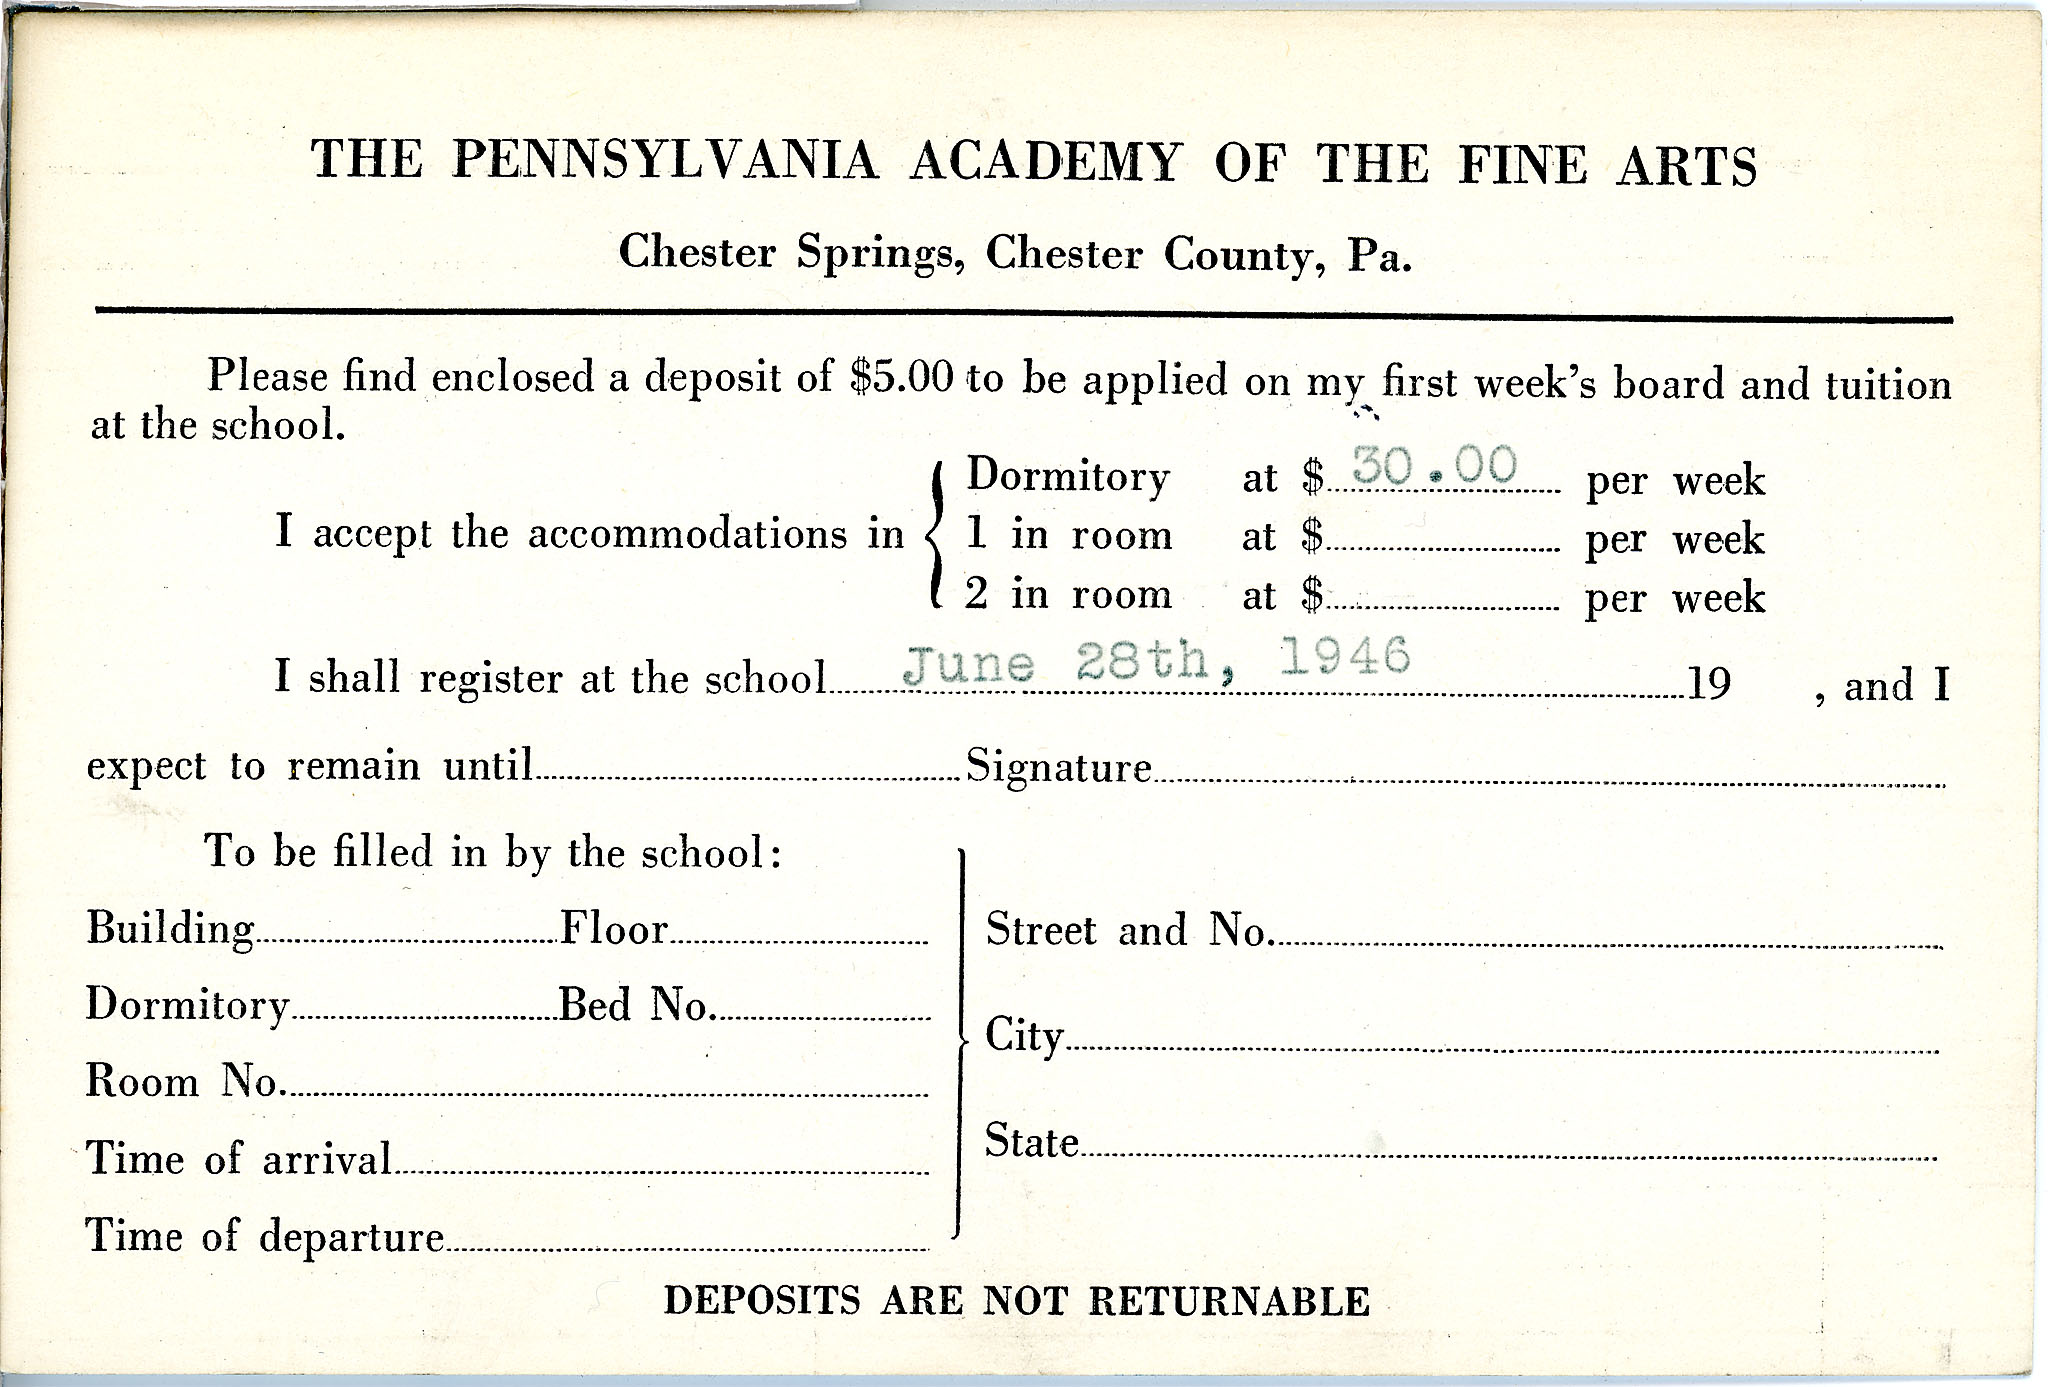 THE PENNSYLVANIA ACADEMY OF THE FINE ARTS
Chester Springs, Chester County, Pa.
Please find enclosed a deposit of $5.00 to be applied on my first week's board and tuition
at the school.
Dormitory at $ 30.00 per week
I accept the accommodations in 1 in room at $ per week
2 in room at $ per week
I shall register at the school June 28th, 1946 19 , and I
expect to remain until Signature
To be filled in by the school:
Building Floor
Dormitory Bed No.
Room No.
Time of arrival
Time of departure
Street and No.
City
State
DEPOSITS ARE NOT RETURNABLE